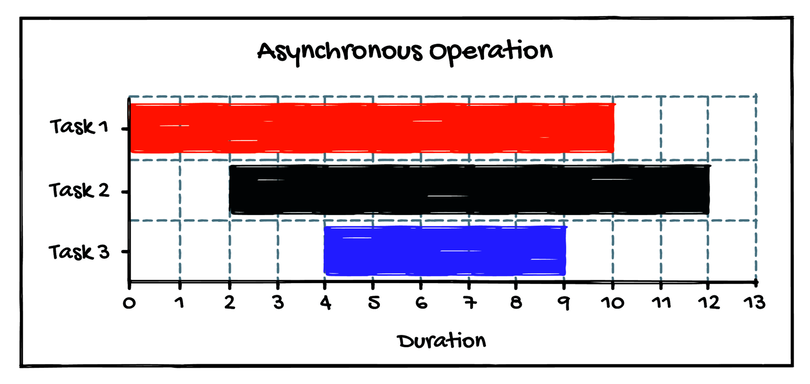 Asynchronous Operation
Task 1
Task 2
Task 3
0 1 2 3 4 5 6 7 8 9 10 11 12 13
Duration